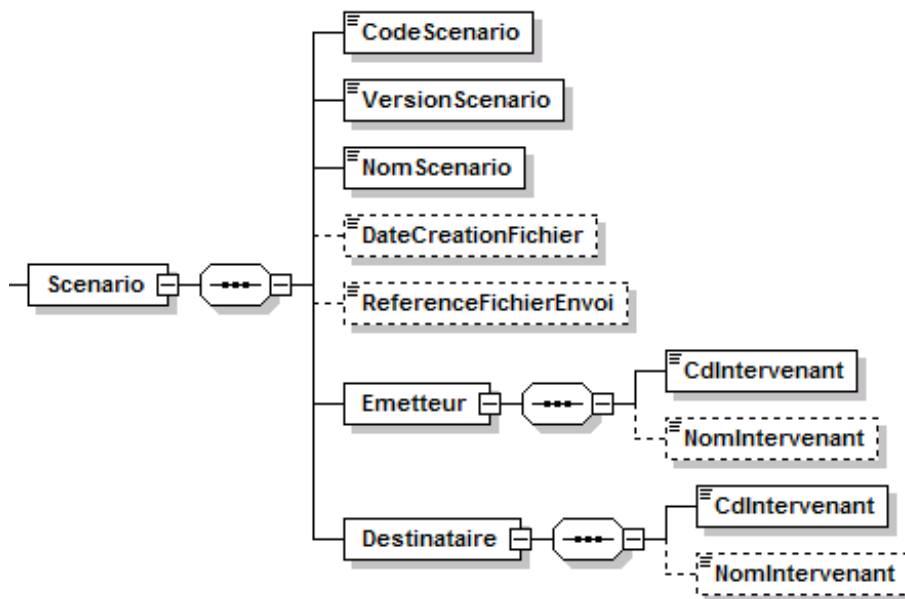 CodeScenario
VersionScenario
NomScenario
DateCreationFichier
Scenario
ReferenceFichierEnvoi
CdIntervenant
Emetteur
NomIntervenant
CdIntervenant
Destinataire
NomIntervenant